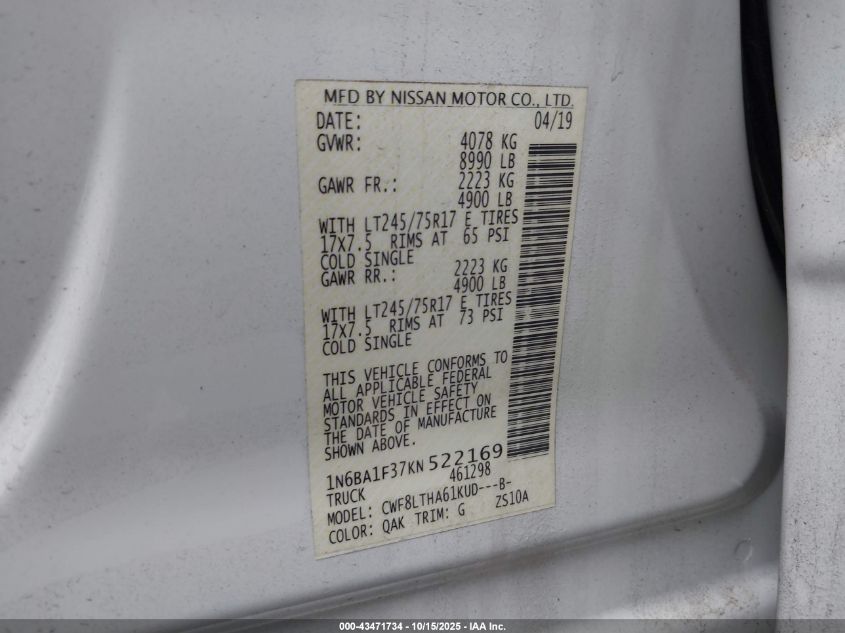 MFD BY NISSAN MOTOR CO., LTD.
DATE: 04/19
GVWR: 4078 KG
8990 LB
GAWR FR.: 2223 KG
4900 LB
WITH LT245/75R17 E TIRES
17X7.5 RIMS AT 65 PSI
COLD SINGLE
GAWR RR.: 2223 KG
4900 LB
WITH LT245/75R17 E TIRES
17X7.5 RIMS AT 73 PSI
COLD SINGLE
THIS VEHICLE CONFORMS TO
ALL APPLICABLE FEDERAL
MOTOR VEHICLE SAFETY
STANDARDS IN EFFECT ON
THE DATE OF MANUFACTURE
SHOWN ABOVE.
1N6BA1F37KN522169
TRUCK 461298
MODEL: CWF8LTHA61KUD---B-
COLOR: QAK TRIM: G ZS10A
000-43471734 - 10/15/2025 - IAA Inc.